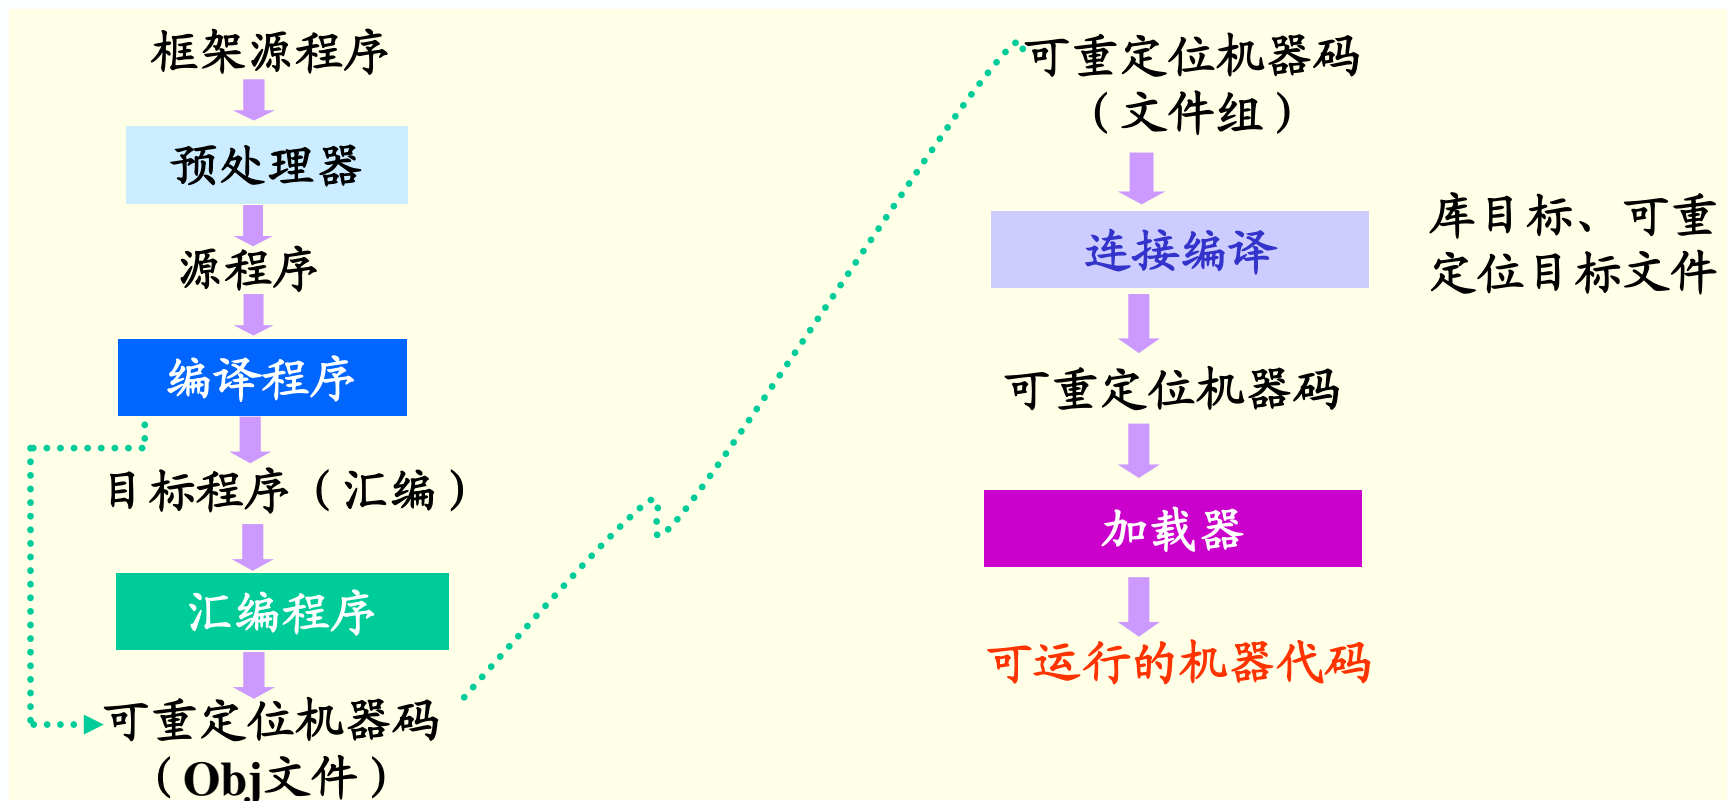 框架源程序
预处理器
源程序
编译程序
目标程序（汇编）
汇编程序
可重定位机器码
（Obj文件）
可重定位机器码
（文件组）
连接编译
库目标、可重
定位目标文件
可重定位机器码
加载器
可运行的机器代码